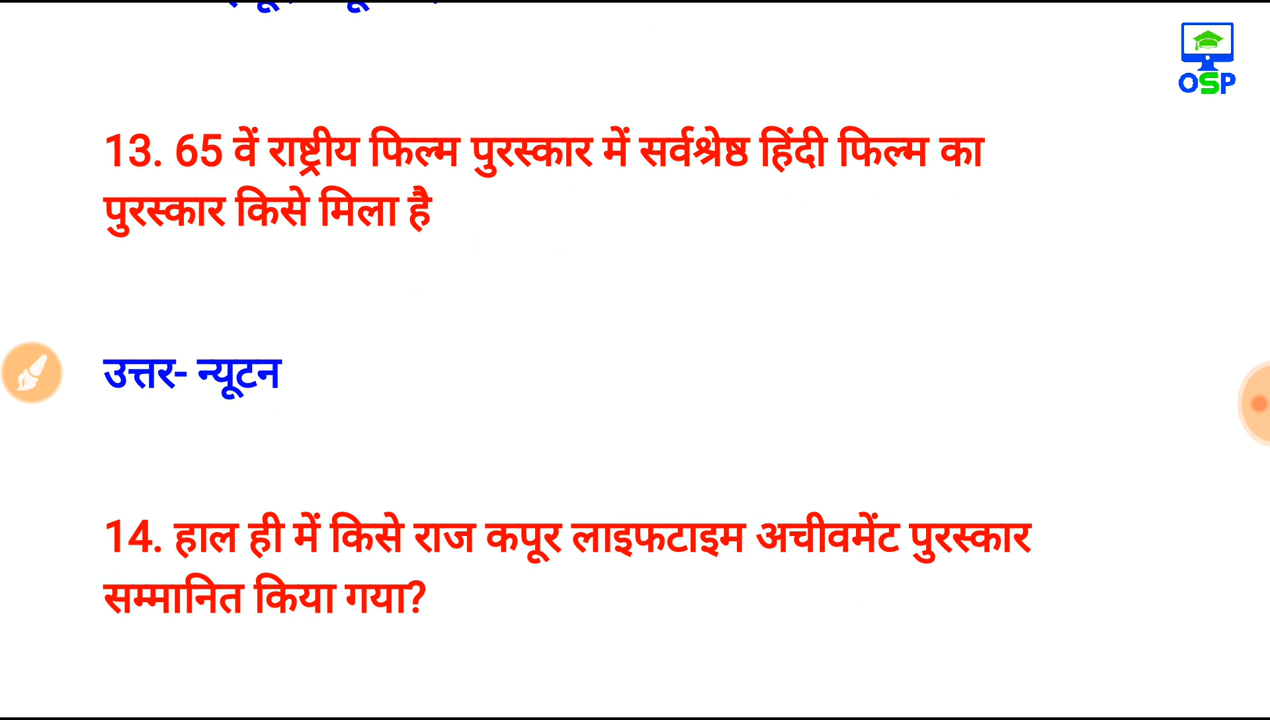 OSP
13. 65 वें राष्ट्रीय फिल्म पुरस्कार में सर्वश्रेष्ठ हिंदी फिल्म का
पुरस्कार किसे मिला है
उत्तर- न्यूटन
14. हाल ही में किसे राज कपूर लाइफटाइम अचीवमेंट पुरस्कार
सम्मानित किया गया?